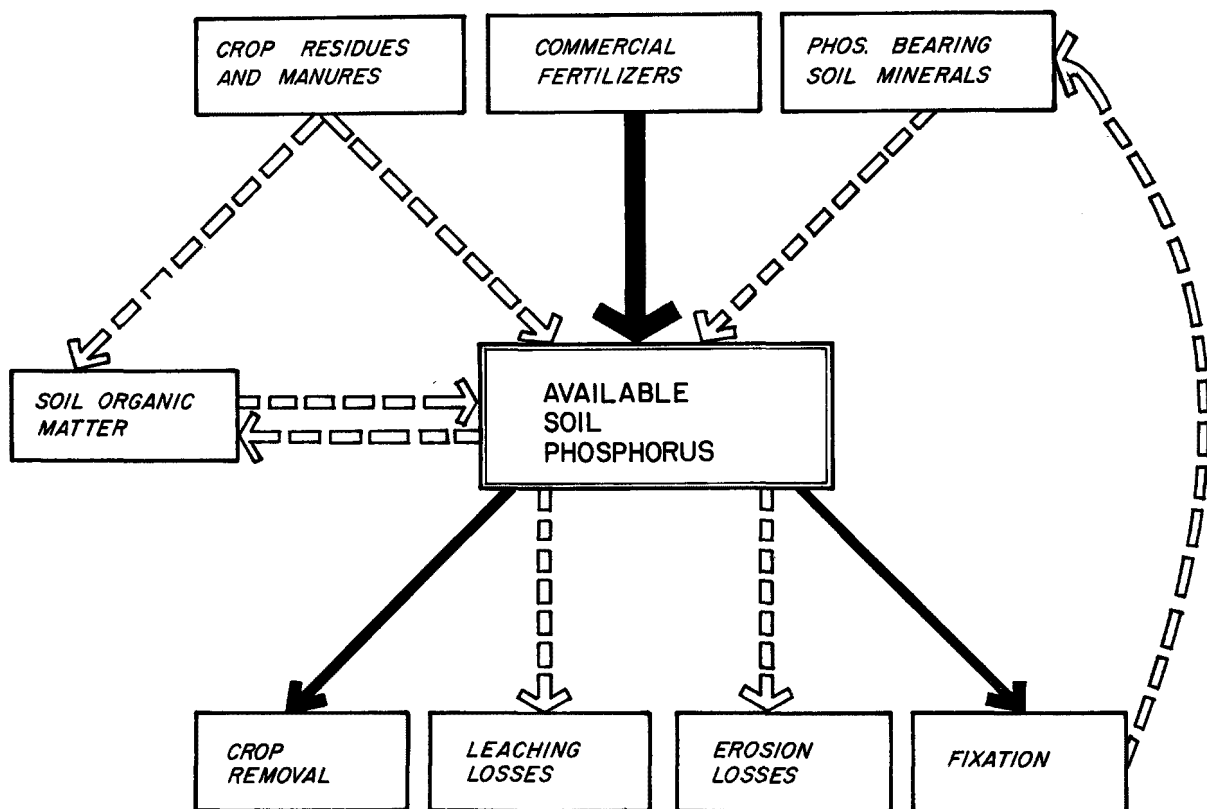 CROP RESIDUES
AND MANURES
COMMERCIAL
FERTILIZERS
PHOS. BEARING
SOIL MINERALS
SOIL ORGANIC
MATTER
AVAILABLE
SOIL
PHOSPHORUS
CROP
REMOVAL
LEACHING
LOSSES
EROSION
LOSSES
FIXATION